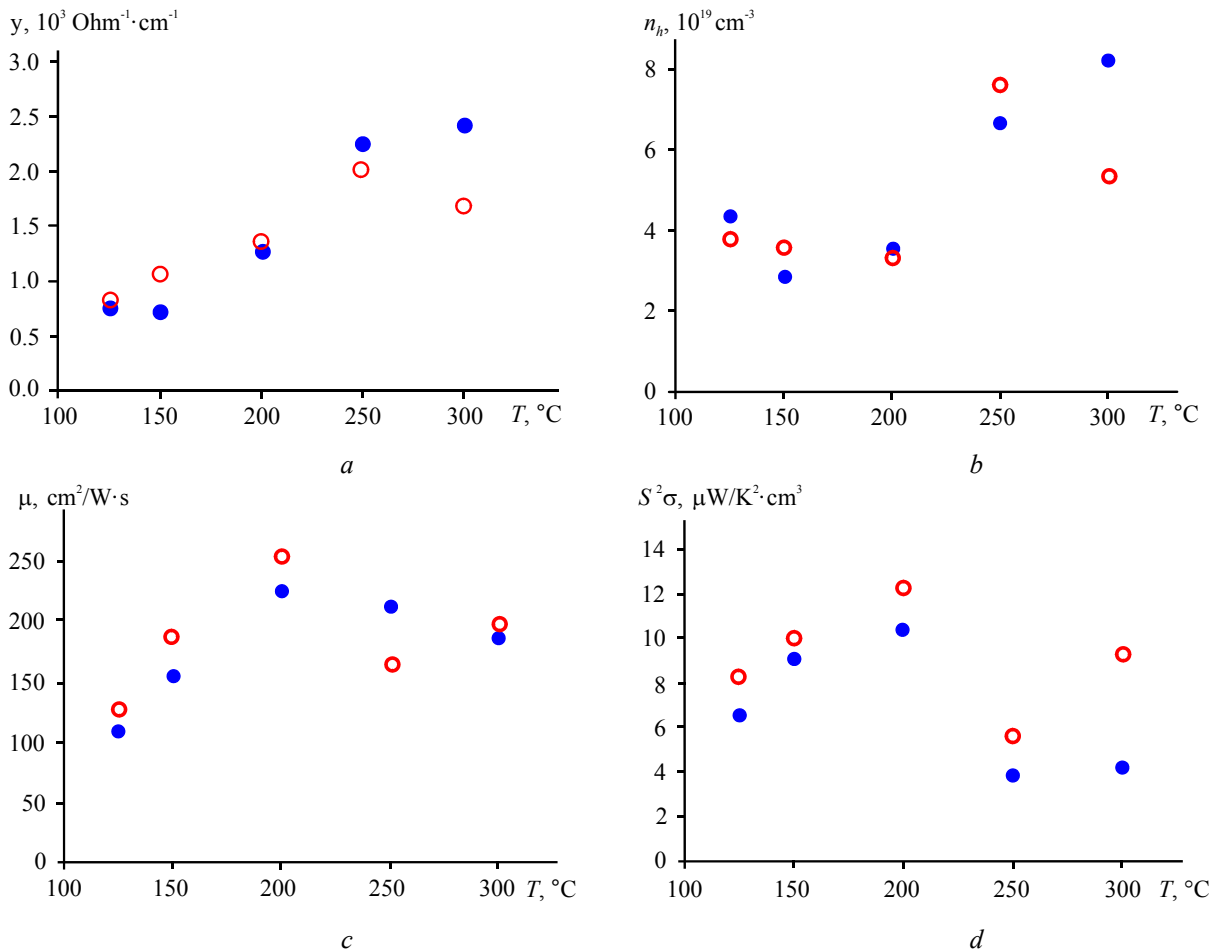 y, 10³ Ohm⁻¹·cm⁻¹
3.0
2.5
2.0
1.5
1.0
0.5
0.0
100 150 200 250 300 T, °C
a
n_h, 10¹⁹ cm⁻³
8
6
4
2
0
100 150 200 250 300 T, °C
b
μ, cm²/W·s
250
200
150
100
50
0
100 150 200 250 300 T, °C
c
S²σ, μW/K²·cm³
14
12
10
8
6
4
2
0
100 150 200 250 300 T, °C
d